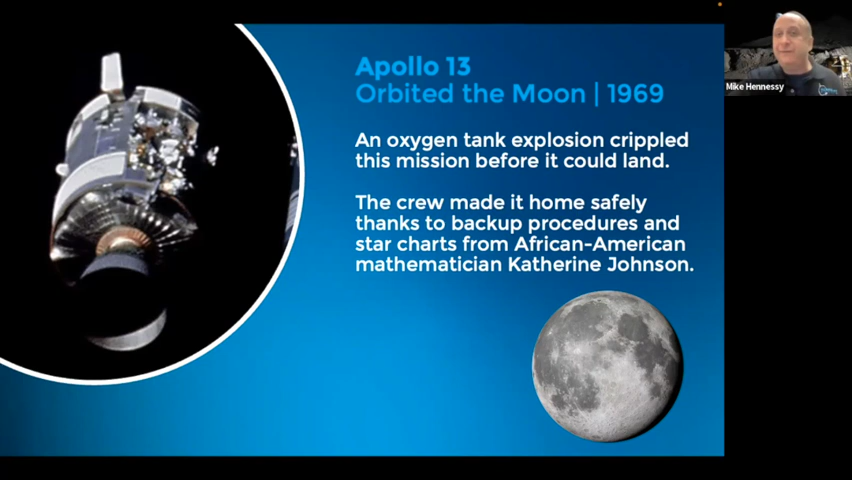 Apollo 13
Orbited the Moon | 1969
An oxygen tank explosion crippled
this mission before it could land.
The crew made it home safely
thanks to backup procedures and
star charts from African-American
mathematician Katherine Johnson.
Mike Hennessy